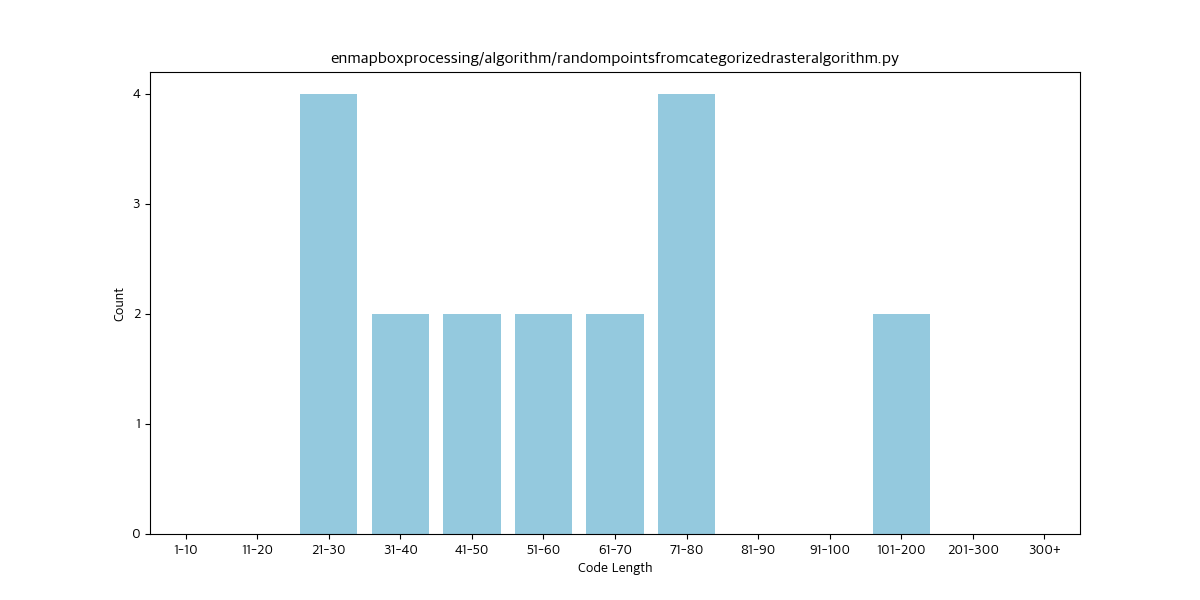 enmapboxprocessing/algorithm/randompointsfromcategorizedrasteralgorithm.py
4
3
2
1
0
Count
1-10 11-20 21-30 31-40 41-50 51-60 61-70 71-80 81-90 91-100 101-200 201-300 300+
Code Length